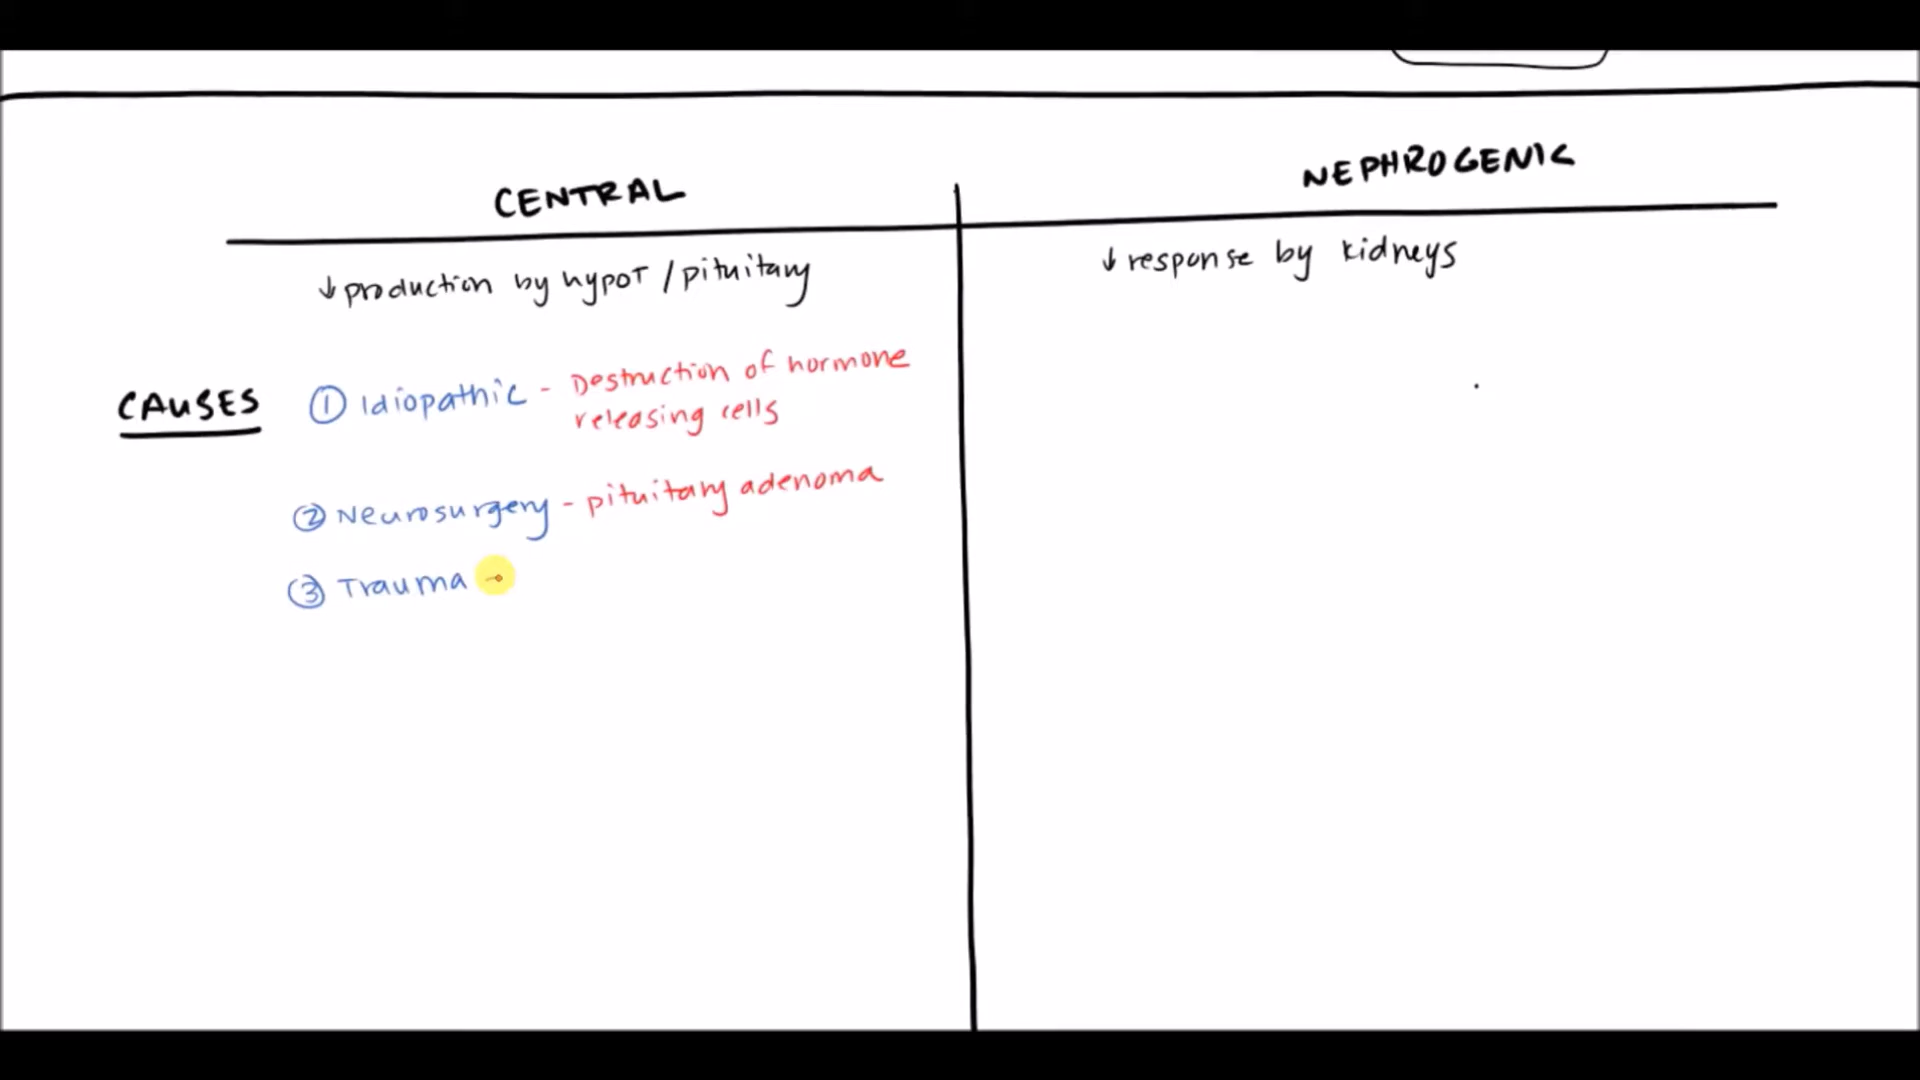 CENTRAL
NEPHROGENIC
↓ production by hypoT / pituitary
↓ response by kidneys
CAUSES
① Idiopathic - Destruction of hormone
releasing cells
② Neurosurgery - pituitary adenoma
③ Trauma -